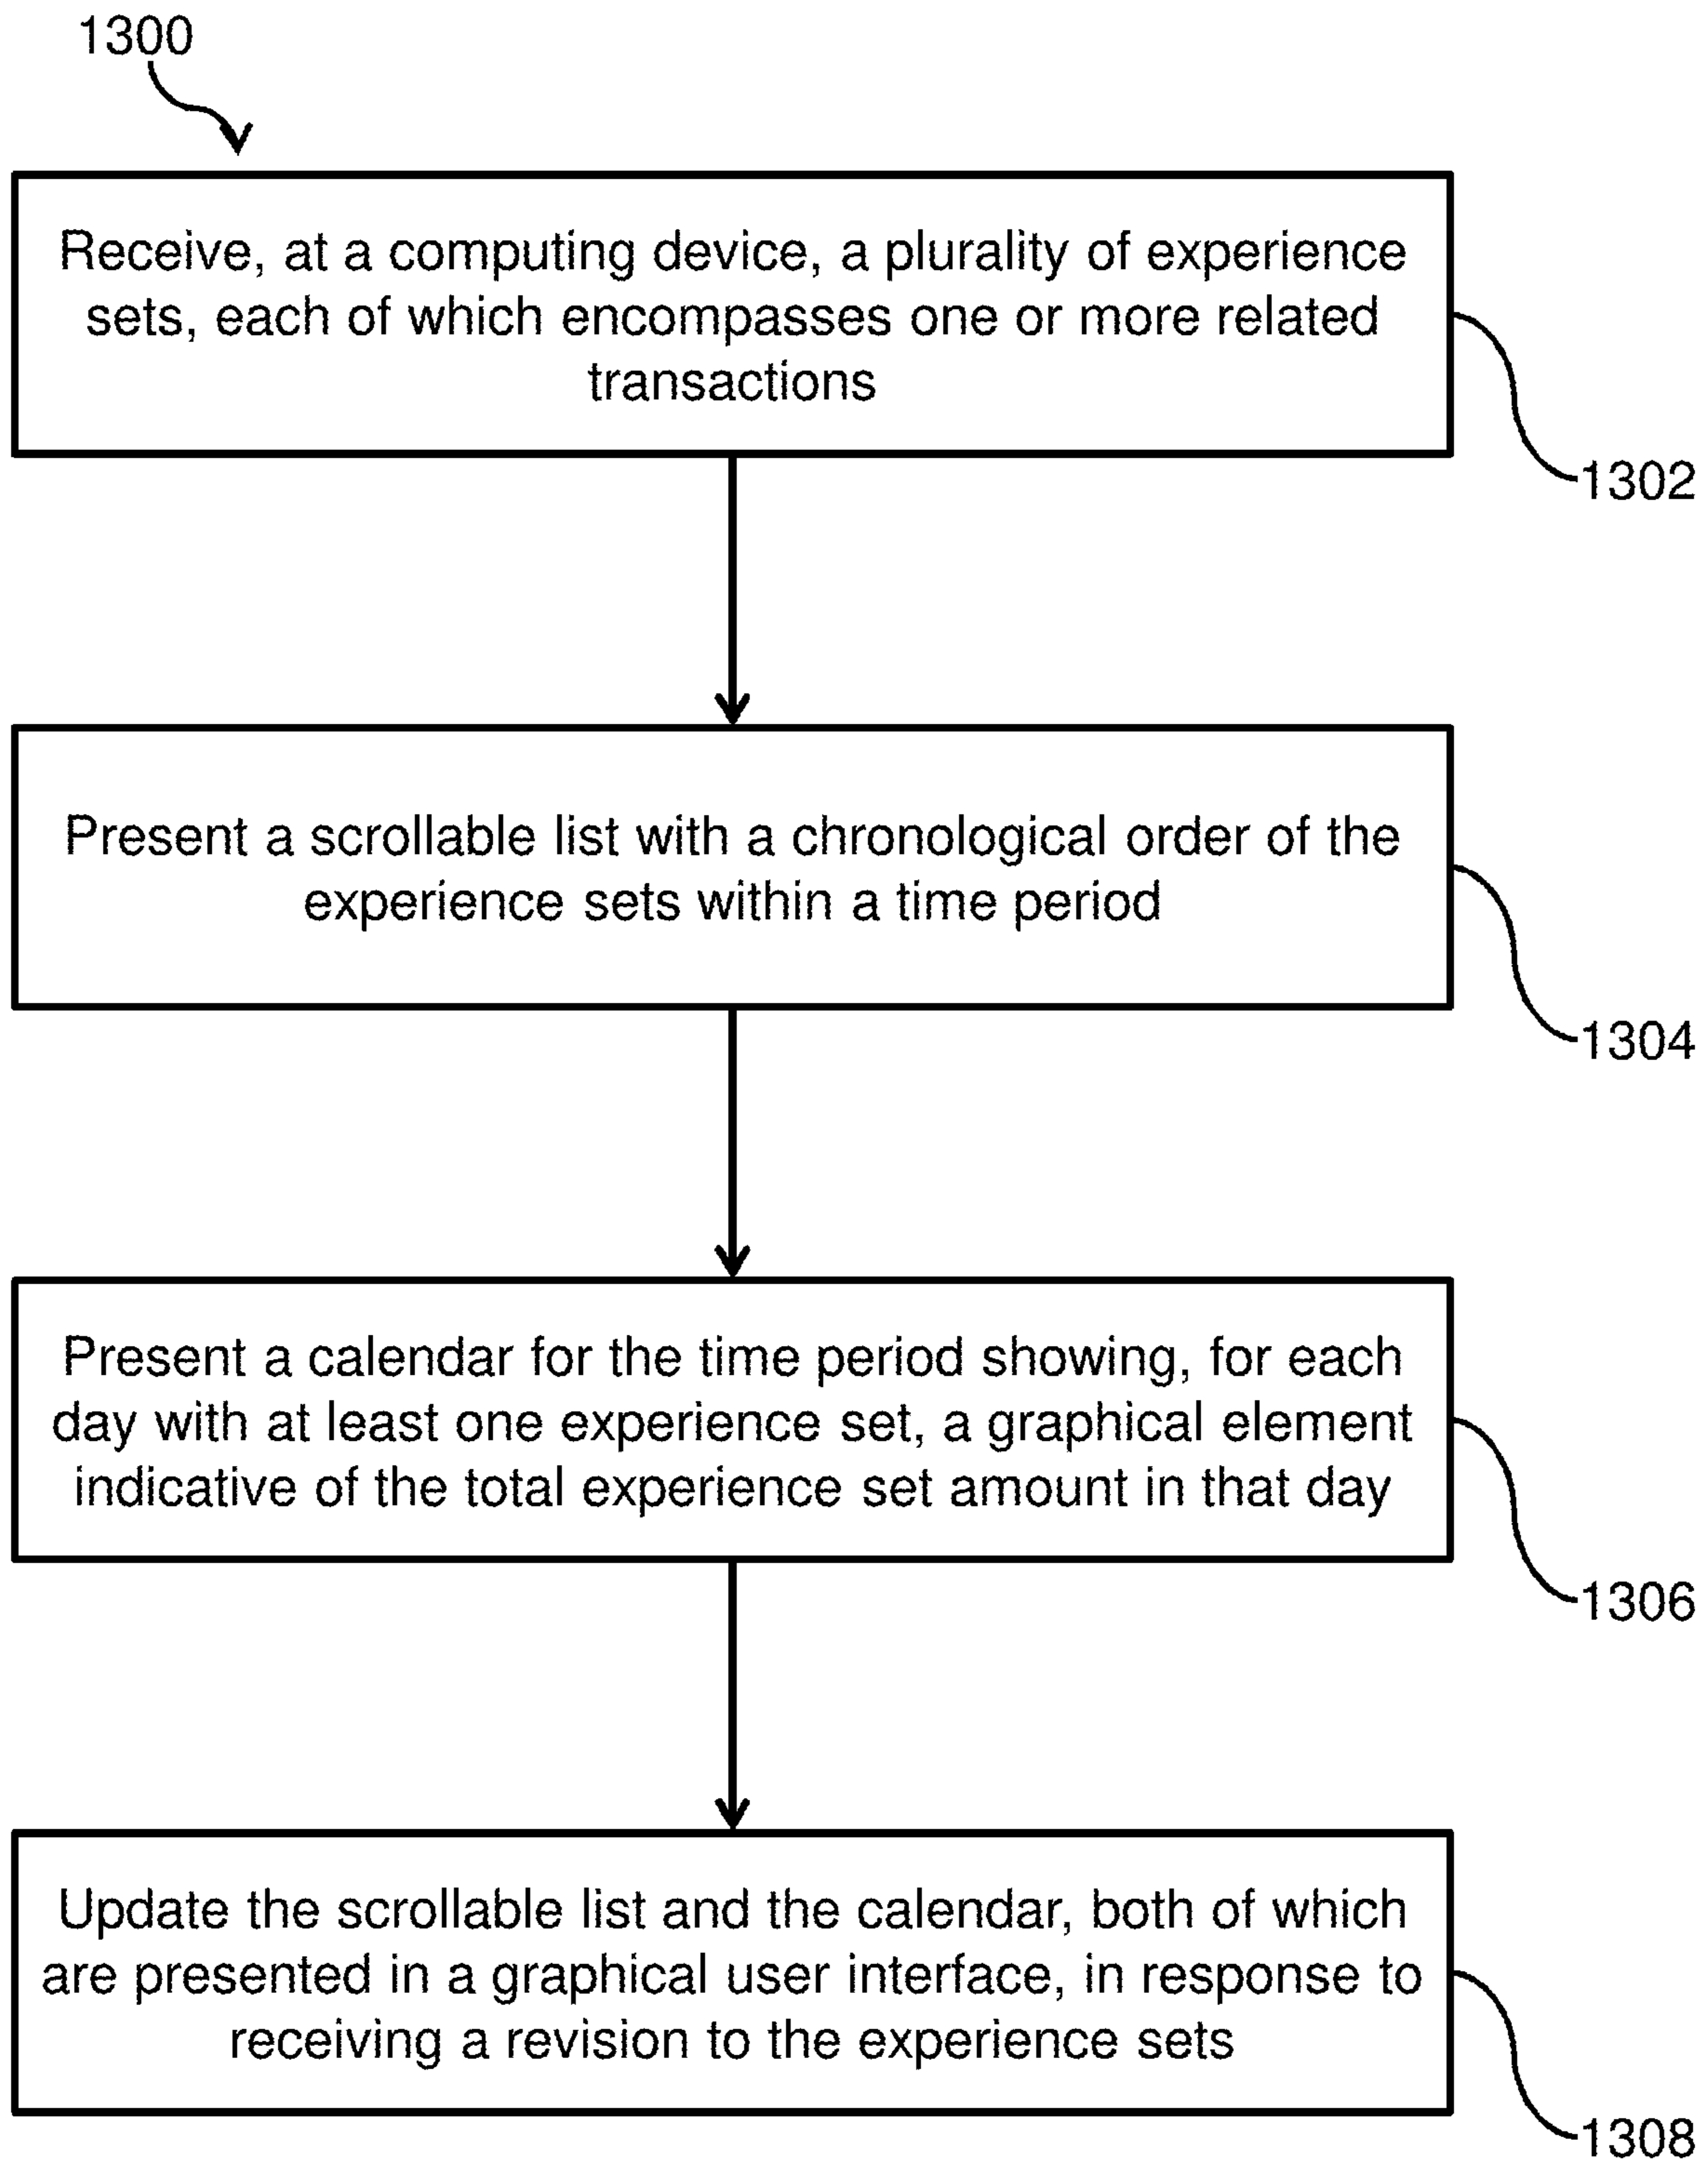 1300
Receive, at a computing device, a plurality of experience
sets, each of which encompasses one or more related
transactions
1302
Present a scrollable list with a chronological order of the
experience sets within a time period
1304
Present a calendar for the time period showing, for each
day with at least one experience set, a graphical element
indicative of the total experience set amount in that day
1306
Update the scrollable list and the calendar, both of which
are presented in a graphical user interface, in response to
receiving a revision to the experience sets
1308